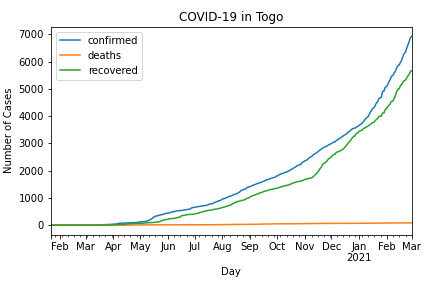 COVID-19 in Togo
confirmed
deaths
recovered
Number of Cases
7000
6000
5000
4000
3000
2000
1000
0
Feb Mar Apr May Jun Jul Aug Sep Oct Nov Dec Jan Feb Mar
2021
Day